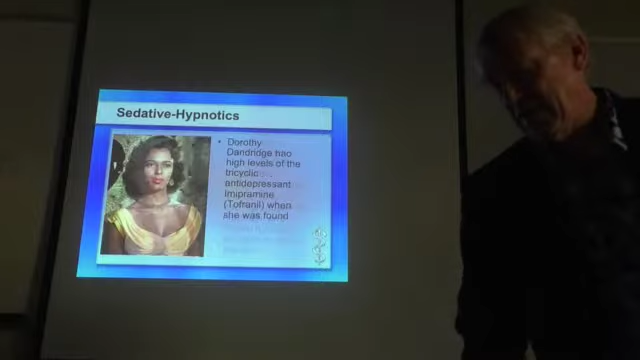 Sedative-Hypnotics
• Dorothy
Dandridge had
high levels of the
tricyclic
antidepressant
Imipramine
(Tofranil) when
she was found